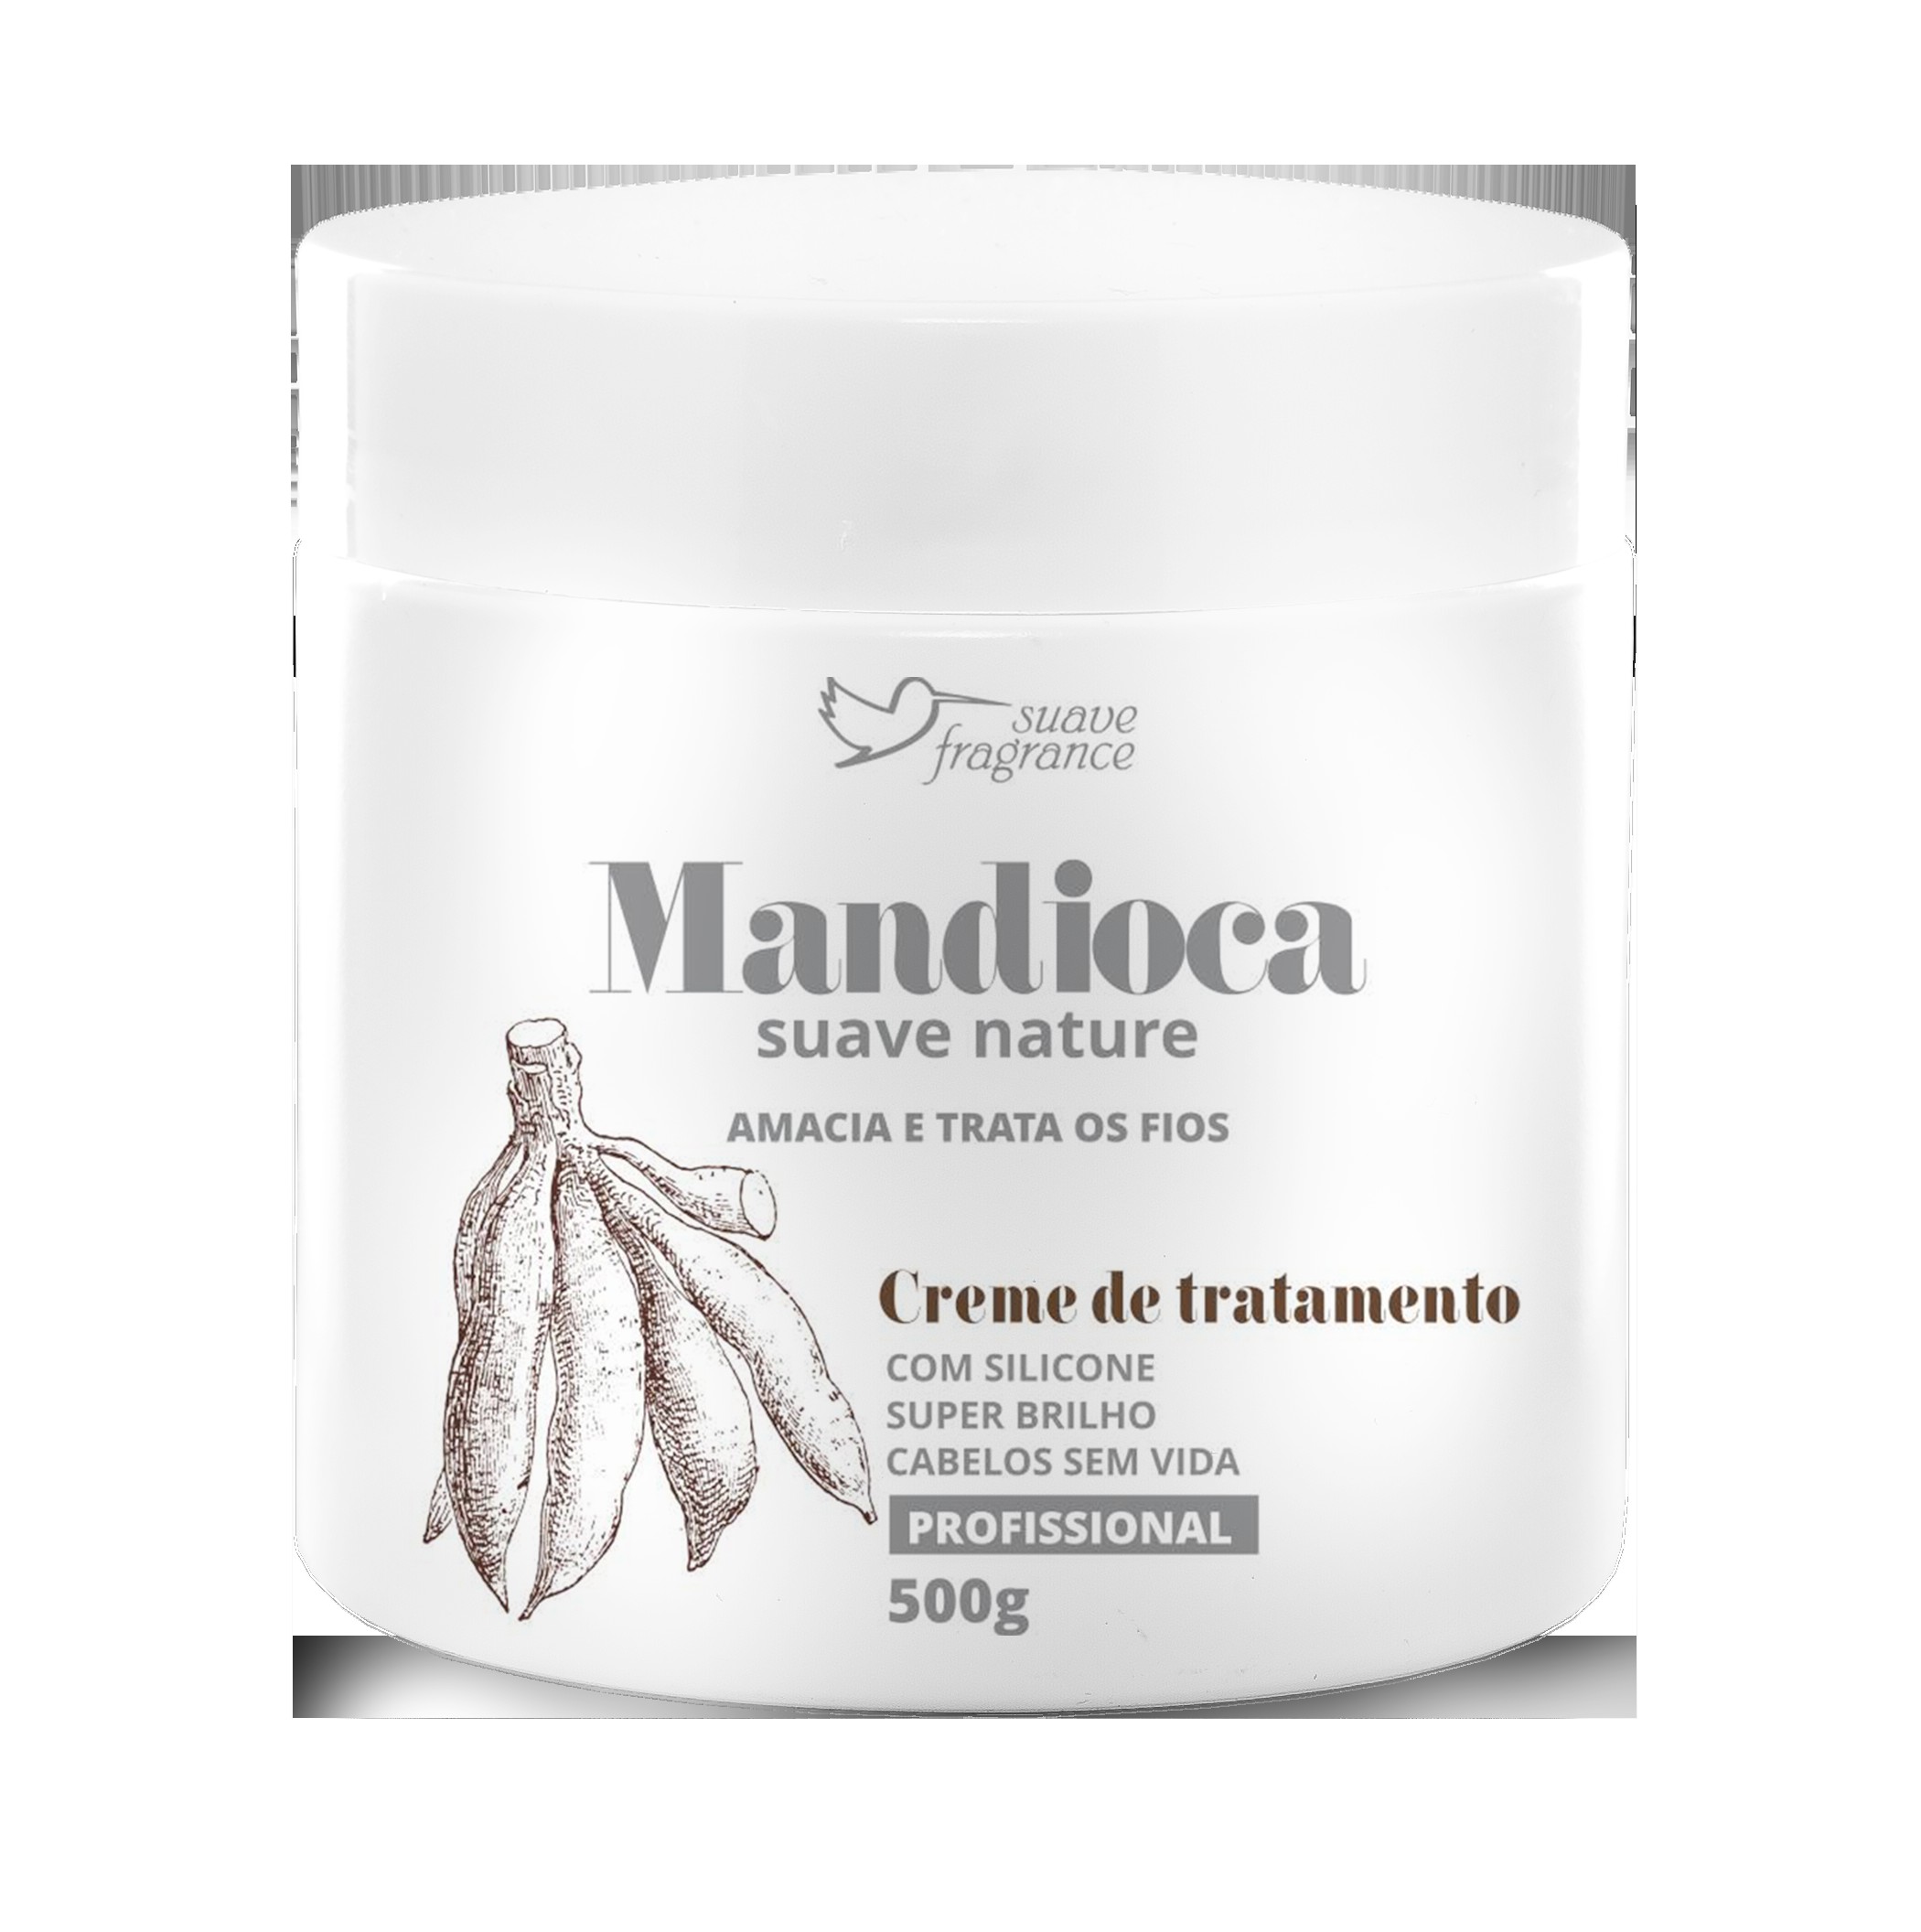 suave
fragrance
Mandioca
suave nature
AMACIA E TRATA OS FIOS
Creme de tratamento
COM SILICONE
SUPER BRILHO
CABELOS SEM VIDA
PROFISSIONAL
500g